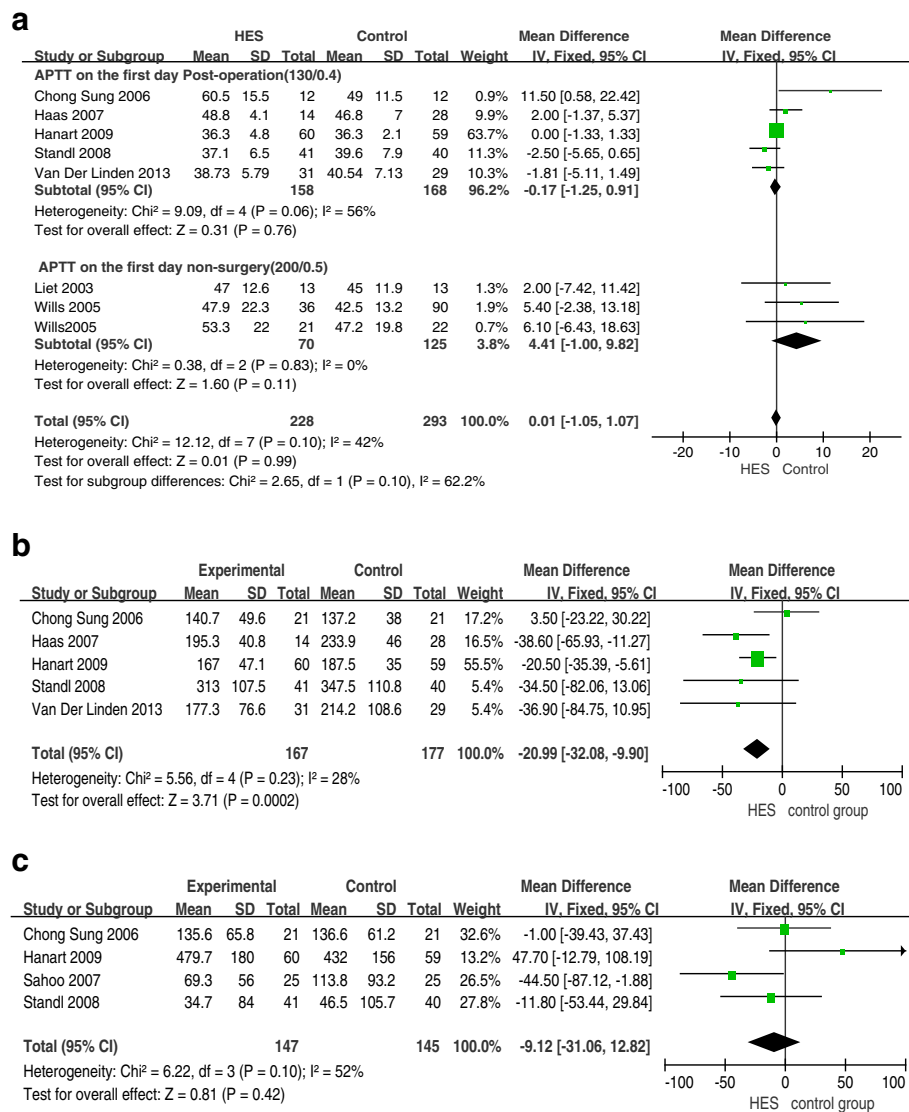 a
HES Control Mean Difference Mean Difference
Study or Subgroup Mean SD Total Mean SD Total Weight IV, Fixed, 95% CI IV, Fixed, 95% CI
APTT on the first day Post-operation(130/0.4)
Chong Sung 2006 60.5 15.5 12 49 11.5 12 0.9% 11.50 [0.58, 22.42]
Haas 2007 48.8 4.1 14 46.8 7 28 9.9% 2.00 [-1.37, 5.37]
Hanart 2009 36.3 4.8 60 36.3 2.1 59 63.7% 0.00 [-1.33, 1.33]
Standl 2008 37.1 6.5 41 39.6 7.9 40 11.3% -2.50 [-5.65, 0.65]
Van Der Linden 2013 38.73 5.79 31 40.54 7.13 29 10.3% -1.81 [-5.11, 1.49]
Subtotal (95% CI) 158 168 96.2% -0.17 [-1.25, 0.91]
Heterogeneity: Chi² = 9.09, df = 4 (P = 0.06); I² = 56%
Test for overall effect: Z = 0.31 (P = 0.76)
APTT on the first day non-surgery(200/0.5)
Liet 2003 47 12.6 13 45 11.9 13 1.3% 2.00 [-7.42, 11.42]
Wills 2005 47.9 22.3 36 42.5 13.2 90 1.9% 5.40 [-2.38, 13.18]
Wills2005 53.3 22 21 47.2 19.8 22 0.7% 6.10 [-6.43, 18.63]
Subtotal (95% CI) 70 125 3.8% 4.41 [-1.00, 9.82]
Heterogeneity: Chi² = 0.38, df = 2 (P = 0.83); I² = 0%
Test for overall effect: Z = 1.60 (P = 0.11)
Total (95% CI) 228 293 100.0% 0.01 [-1.05, 1.07]
Heterogeneity: Chi² = 12.12, df = 7 (P = 0.10); I² = 42%
Test for overall effect: Z = 0.01 (P = 0.99)
Test for subgroup differences: Chi² = 2.65, df = 1 (P = 0.10), I² = 62.2%
-20 -10 0 10 20
HES Control
b
Experimental Control Mean Difference Mean Difference
Study or Subgroup Mean SD Total Mean SD Total Weight IV, Fixed, 95% CI IV, Fixed, 95% CI
Chong Sung 2006 140.7 49.6 21 137.2 38 21 17.2% 3.50 [-23.22, 30.22]
Haas 2007 195.3 40.8 14 233.9 46 28 16.5% -38.60 [-65.93, -11.27]
Hanart 2009 167 47.1 60 187.5 35 59 55.5% -20.50 [-35.39, -5.61]
Standl 2008 313 107.5 41 347.5 110.8 40 5.4% -34.50 [-82.06, 13.06]
Van Der Linden 2013 177.3 76.6 31 214.2 108.6 29 5.4% -36.90 [-84.75, 10.95]
Total (95% CI) 167 177 100.0% -20.99 [-32.08, -9.90]
Heterogeneity: Chi² = 5.56, df = 4 (P = 0.23); I² = 28%
Test for overall effect: Z = 3.71 (P = 0.0002)
-100 -50 0 50 100
HES control group
c
Experimental Control Mean Difference Mean Difference
Study or Subgroup Mean SD Total Mean SD Total Weight IV, Fixed, 95% CI IV, Fixed, 95% CI
Chong Sung 2006 135.6 65.8 21 136.6 61.2 21 32.6% -1.00 [-39.43, 37.43]
Hanart 2009 479.7 180 60 432 156 59 13.2% 47.70 [-12.79, 108.19]
Sahoo 2007 69.3 56 25 113.8 93.2 25 26.5% -44.50 [-87.12, -1.88]
Standl 2008 34.7 84 41 46.5 105.7 40 27.8% -11.80 [-53.44, 29.84]
Total (95% CI) 147 145 100.0% -9.12 [-31.06, 12.82]
Heterogeneity: Chi² = 6.22, df = 3 (P = 0.10); I² = 52%
Test for overall effect: Z = 0.81 (P = 0.42)
-100 -50 0 50 100
HES control group